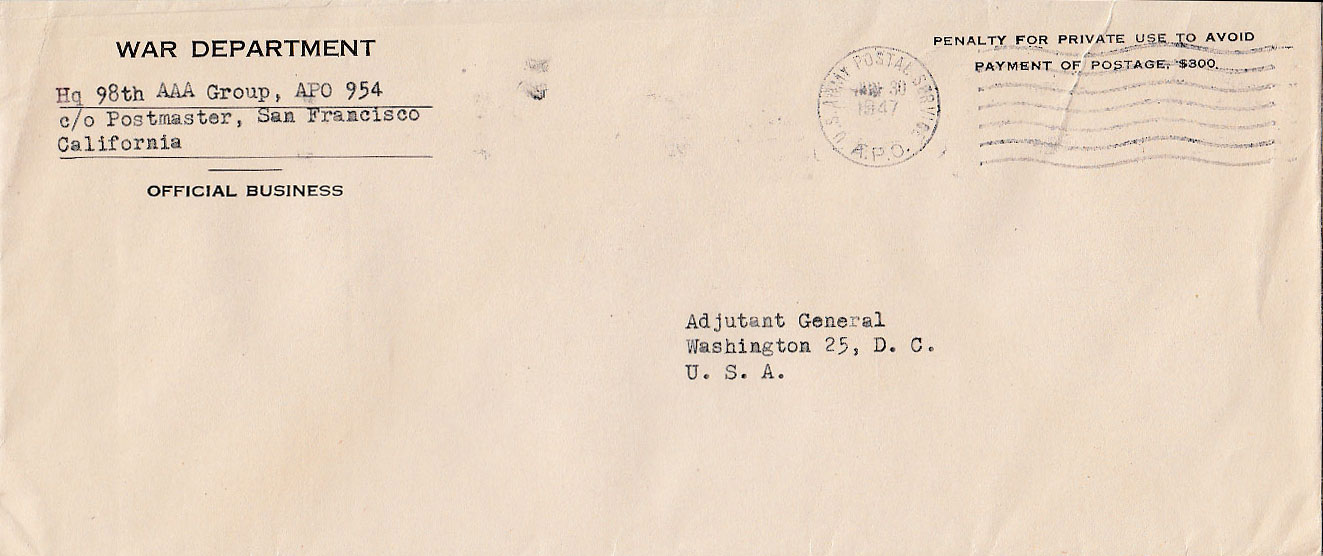 WAR DEPARTMENT
Hq 98th AAA Group, APO 954
c/o Postmaster, San Francisco
California
OFFICIAL BUSINESS
PENALTY FOR PRIVATE USE TO AVOID
PAYMENT OF POSTAGE, $300.
U.S. ARMY POSTAL SERVICE
30
1947
A.P.O.
Adjutant General
Washington 25, D. C.
U. S. A.